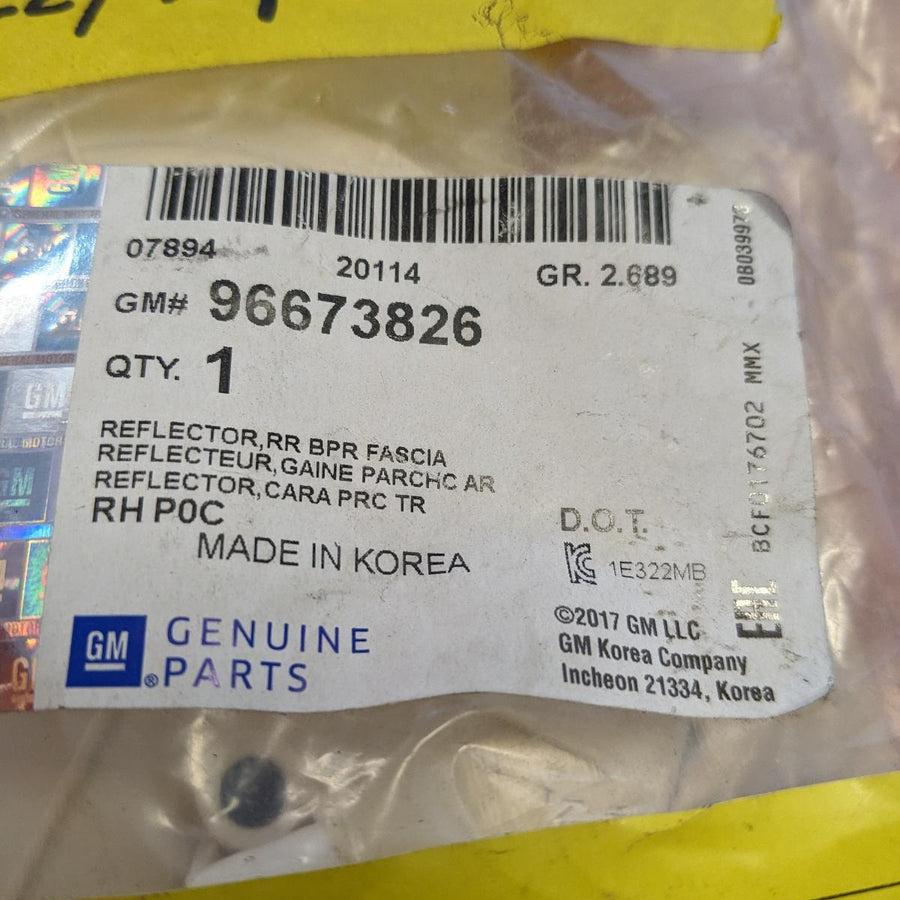 07894
20114
GR. 2.689
GM# 96673826
QTY. 1
REFLECTOR,RR BPR FASCIA
REFLECTEUR,GAINE PARCHC AR
REFLECTOR,CARA PRC TR
RH P0C
MADE IN KOREA
D.O.T.
1E322MB
©2017 GM LLC
GM Korea Company
Incheon 21334, Korea
GM® GENUINE
PARTS
BCF0176702 MMX - 08039978
EAC
GM